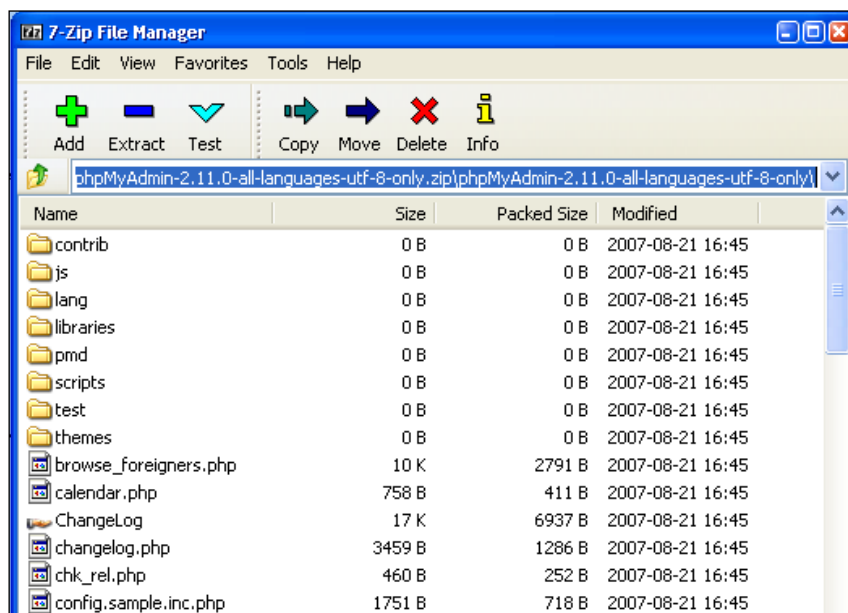 7-Zip File Manager
File Edit View Favorites Tools Help
Add Extract Test Copy Move Delete Info
phpMyAdmin-2.11.0-all-languages-utf-8-only.zip\phpMyAdmin-2.11.0-all-languages-utf-8-only\
Name Size Packed Size Modified
contrib 0 B 0 B 2007-08-21 16:45
js 0 B 0 B 2007-08-21 16:45
lang 0 B 0 B 2007-08-21 16:45
libraries 0 B 0 B 2007-08-21 16:45
pmd 0 B 0 B 2007-08-21 16:45
scripts 0 B 0 B 2007-08-21 16:45
test 0 B 0 B 2007-08-21 16:45
themes 0 B 0 B 2007-08-21 16:45
browse_foreigners.php 10 K 2791 B 2007-08-21 16:45
calendar.php 758 B 411 B 2007-08-21 16:45
ChangeLog 17 K 6937 B 2007-08-21 16:45
changelog.php 3459 B 1286 B 2007-08-21 16:45
chk_rel.php 460 B 252 B 2007-08-21 16:45
config.sample.inc.php 1751 B 718 B 2007-08-21 16:45